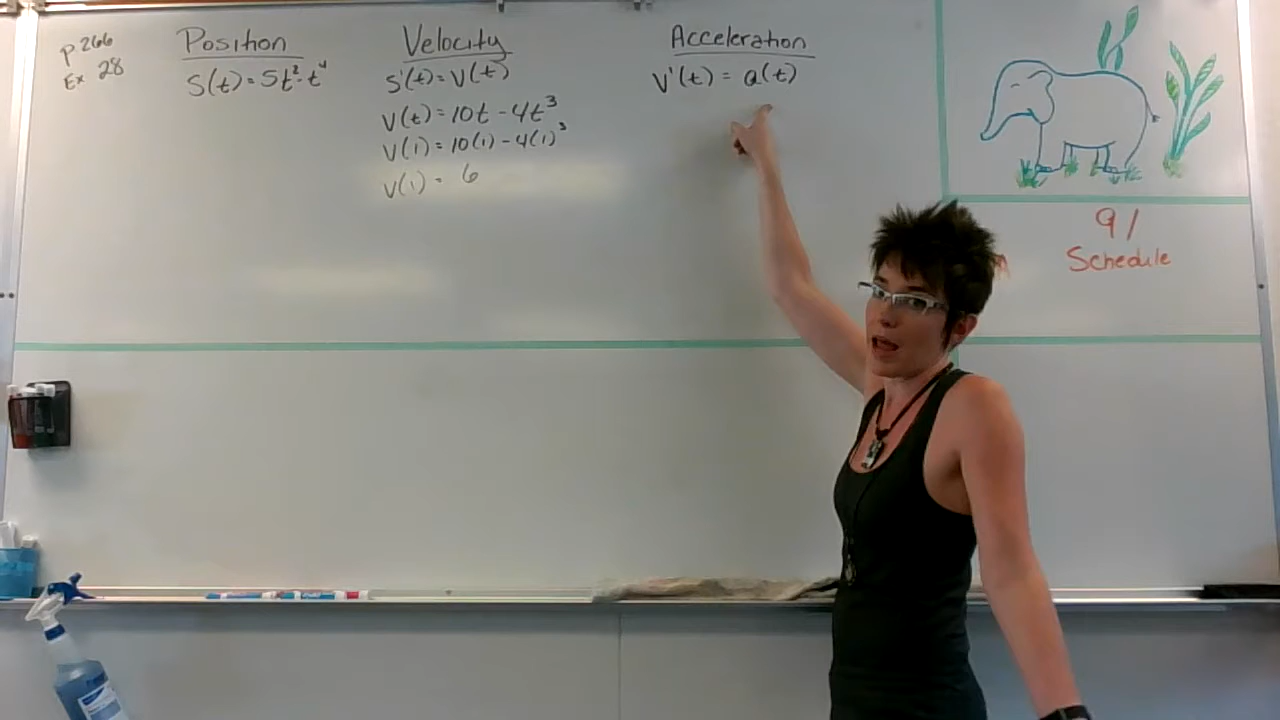 p 266
Ex 28
Position
S(t) = 5t² - t⁴
Velocity
S'(t) = V(t)
V(t) = 10t - 4t³
V(1) = 10(1) - 4(1)³
V(1) = 6
Acceleration
V'(t) = a(t)
9/
Schedule